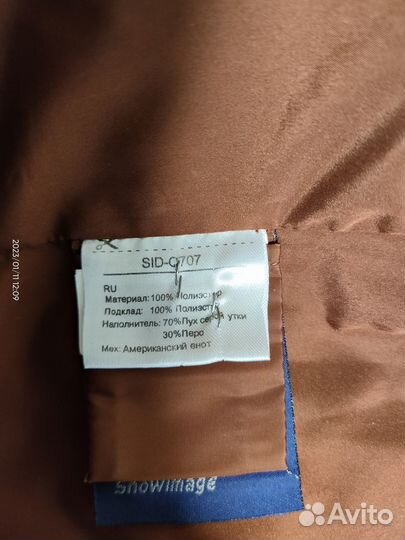 2023/01/11 12:09
SID-Q707
RU
Материал: 100% Полиэстер
Подклад: 100% Полиэстер
Наполнитель: 70% Пух серой утки
30%Перо
Мех: Американский енот
Snowimage
Avito